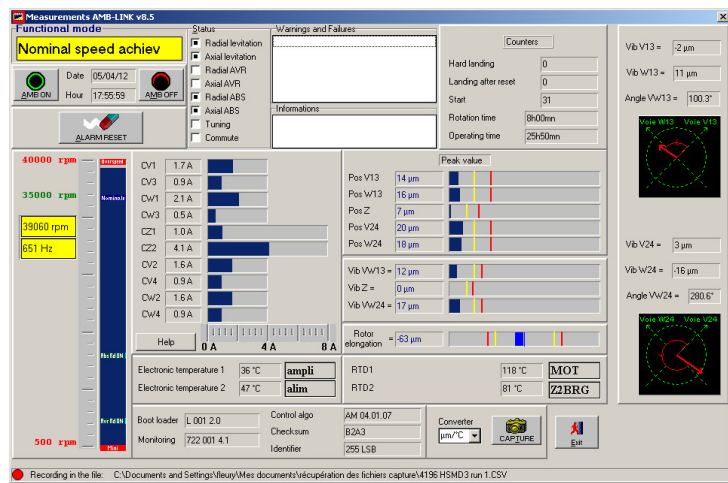 Measurements AMB-LINK v8.5
Functional mode
Nominal speed achiev
Date 05/04/12
Hour 17:55:59
AMB ON
AMB OFF
ALARM RESET
Status
Radial levitation
Axial levitation
Radial AVR
Axial AVR
Radial ABS
Axial ABS
Tuning
Commute
Warnings and Failures
Informations
Counters
Hard landing 0
Landing after reset 0
Start 31
Rotation time 8h00mn
Operating time 25h50mn
Vib V13 = -2 µm
Vib W13 = 11 µm
Angle VW13 = 100.3°
Voie W13 Voie V13
Vib V24 = 3 µm
Vib W24 = -16 µm
Angle VW24 = 280.6°
Voie W24 Voie V24
40000 rpm
Overspeed
35000 rpm
Nominale
39060 rpm
651 Hz
500 rpm
Mini
CV1 1.7 A
CV3 0.9 A
CW1 2.1 A
CW3 0.5 A
CZ1 1.0 A
CZ2 4.1 A
CV2 1.6 A
CV4 0.9 A
CW2 1.6 A
CW4 0.9 A
Help
0 A 4 A 8 A
Peak value
Pos V13 14 µm
Pos W13 16 µm
Pos Z 7 µm
Pos V24 20 µm
Pos W24 18 µm
Vib VW13 = 12 µm
Vib Z = 0 µm
Vib VW24 = 17 µm
Rotor
elongation = -63 µm
Electronic temperature 1 36 °C ampli
Electronic temperature 2 47 °C alim
RTD1 118 °C MOT
RTD2 81 °C Z2BRG
Boot loader L 001 2.0
Monitoring 722 001 4.1
Control algo AM 04.01.07
Checksum B2A3
Identifier 255 LSB
Converter
µm/°C
CAPTURE
Exit
Recording in the file: C:\Documents and Settings\fleury\Mes documents\récupération des fichiers capture\4196 HSMD3 run 1.CSV